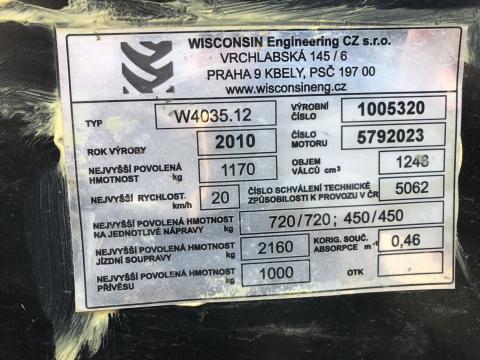 WISCONSIN Engineering CZ s.r.o.
VRCHLABSKÁ 145 / 6
PRAHA 9 KBELY, PSČ 197 00
www.wisconsineng.cz
TYP W4035.12
VÝROBNÍ ČÍSLO 1005320
ROK VÝROBY 2010
ČÍSLO MOTORU 5792023
NEJVYŠŠÍ POVOLENÁ HMOTNOST kg 1170
OBJEM VÁLCŮ cm³ 1248
NEJVYŠŠÍ RYCHLOST. km/h 20
ČÍSLO SCHVÁLENÍ TECHNICKÉ ZPŮSOBILOSTI K PROVOZU V ČR 5062
NEJVYŠŠÍ POVOLENÁ HMOTNOST NA JEDNOTLIVÉ NÁPRAVY kg 720/720; 450/450
NEJVYŠŠÍ POVOLENÁ HMOTNOST JÍZDNÍ SOUPRAVY kg 2160
KORIG. SOUČ. ABSORPCE m⁻¹ 0,46
NEJVYŠŠÍ POVOLENÁ HMOTNOST PŘÍVĚSU kg 1000
OTK